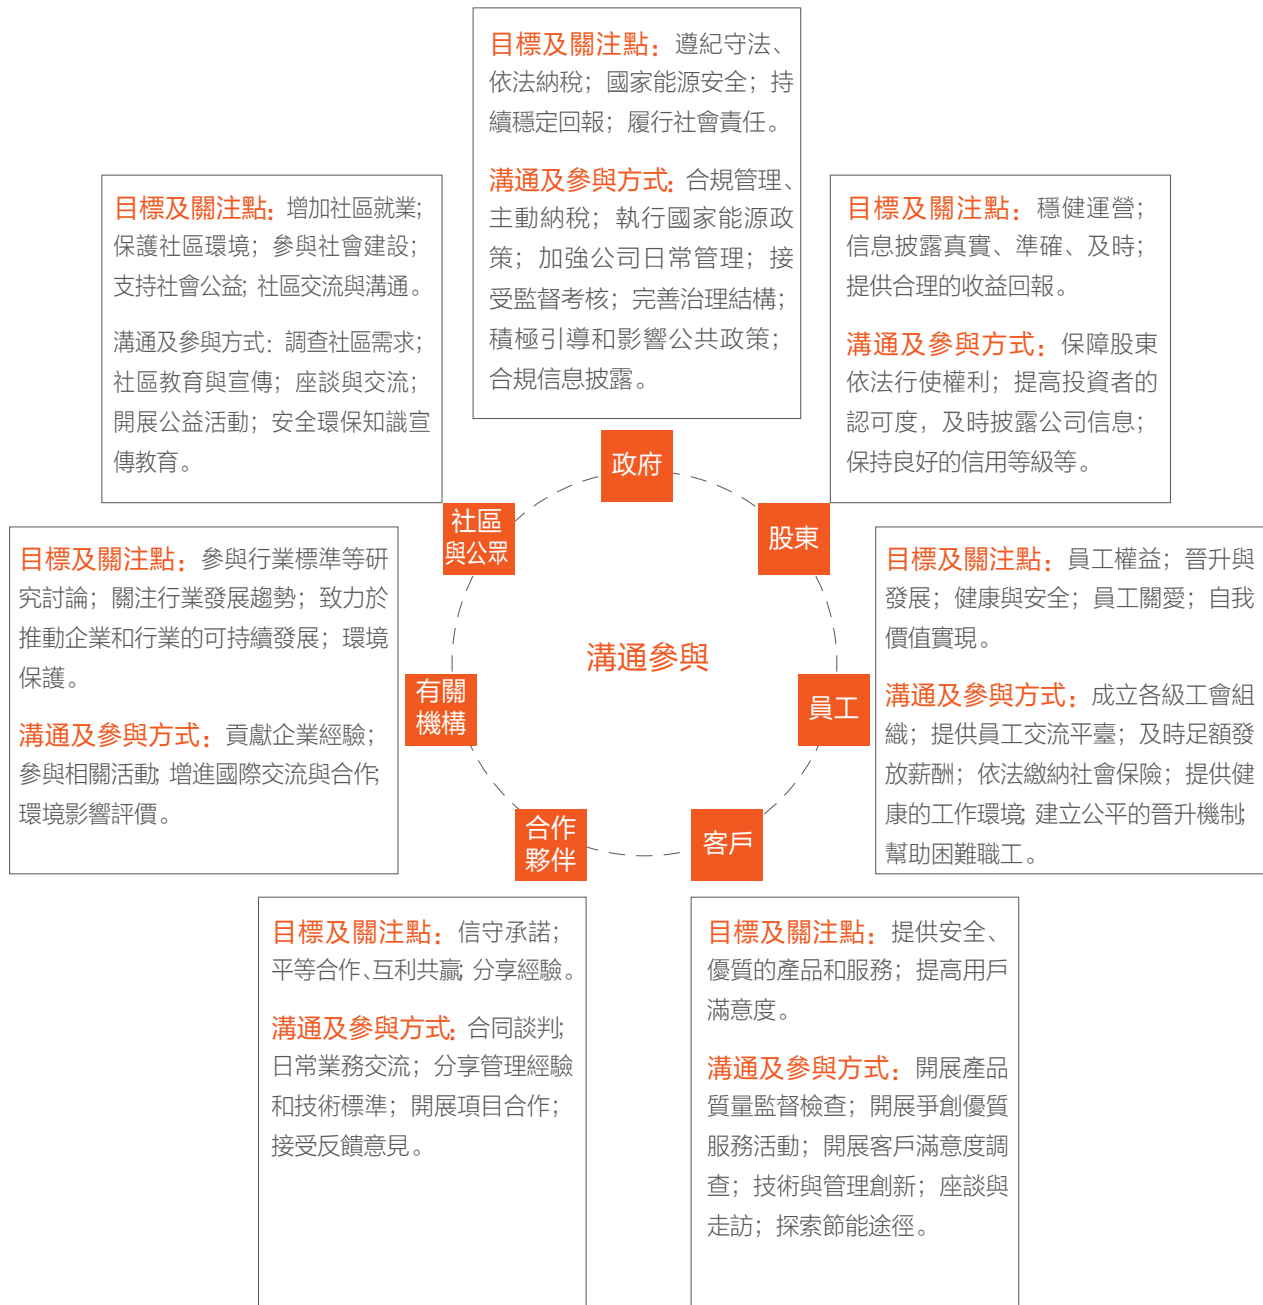 目標及關注點：遵紀守法、
依法納稅；國家能源安全；持
續穩定回報；履行社會責任。
溝通及參與方式：合規管理、
主動納稅；執行國家能源政
策；加強公司日常管理；接
受監督考核；完善治理結構；
積極引導和影響公共政策；
合規信息披露。
目標及關注點：增加社區就業；
保護社區環境；參與社會建設；
支持社會公益；社區交流與溝通。
溝通及參與方式：調查社區需求；
社區教育與宣傳；座談與交流；
開展公益活動；安全環保知識宣
傳教育。
目標及關注點：穩健運營；
信息披露真實、準確、及時；
提供合理的收益回報。
溝通及參與方式：保障股東
依法行使權利；提高投資者的
認可度，及時披露公司信息；
保持良好的信用等級等。
政府
社區
與公眾
股東
目標及關注點：參與行業標準等研
究討論；關注行業發展趨勢；致力於
推動企業和行業的可持續發展；環境
保護。
溝通及參與方式：貢獻企業經驗；
參與相關活動；增進國際交流與合作；
環境影響評價。
目標及關注點：員工權益；晉升與
發展；健康與安全；員工關愛；自我
價值實現。
溝通及參與方式：成立各級工會組
織；提供員工交流平臺；及時足額發
放薪酬；依法繳納社會保險；提供健
康的工作環境；建立公平的晉升機制；
幫助困難職工。
溝通參與
有關
機構
員工
合作
夥伴
客戶
目標及關注點：信守承諾；
平等合作、互利共贏；分享經驗。
溝通及參與方式：合同談判；
日常業務交流；分享管理經驗
和技術標準；開展項目合作；
接受反饋意見。
目標及關注點：提供安全、
優質的產品和服務；提高用戶
滿意度。
溝通及參與方式：開展產品
質量監督檢查；開展爭創優質
服務活動；開展客戶滿意度調
查；技術與管理創新；座談與
走訪；探索節能途徑。